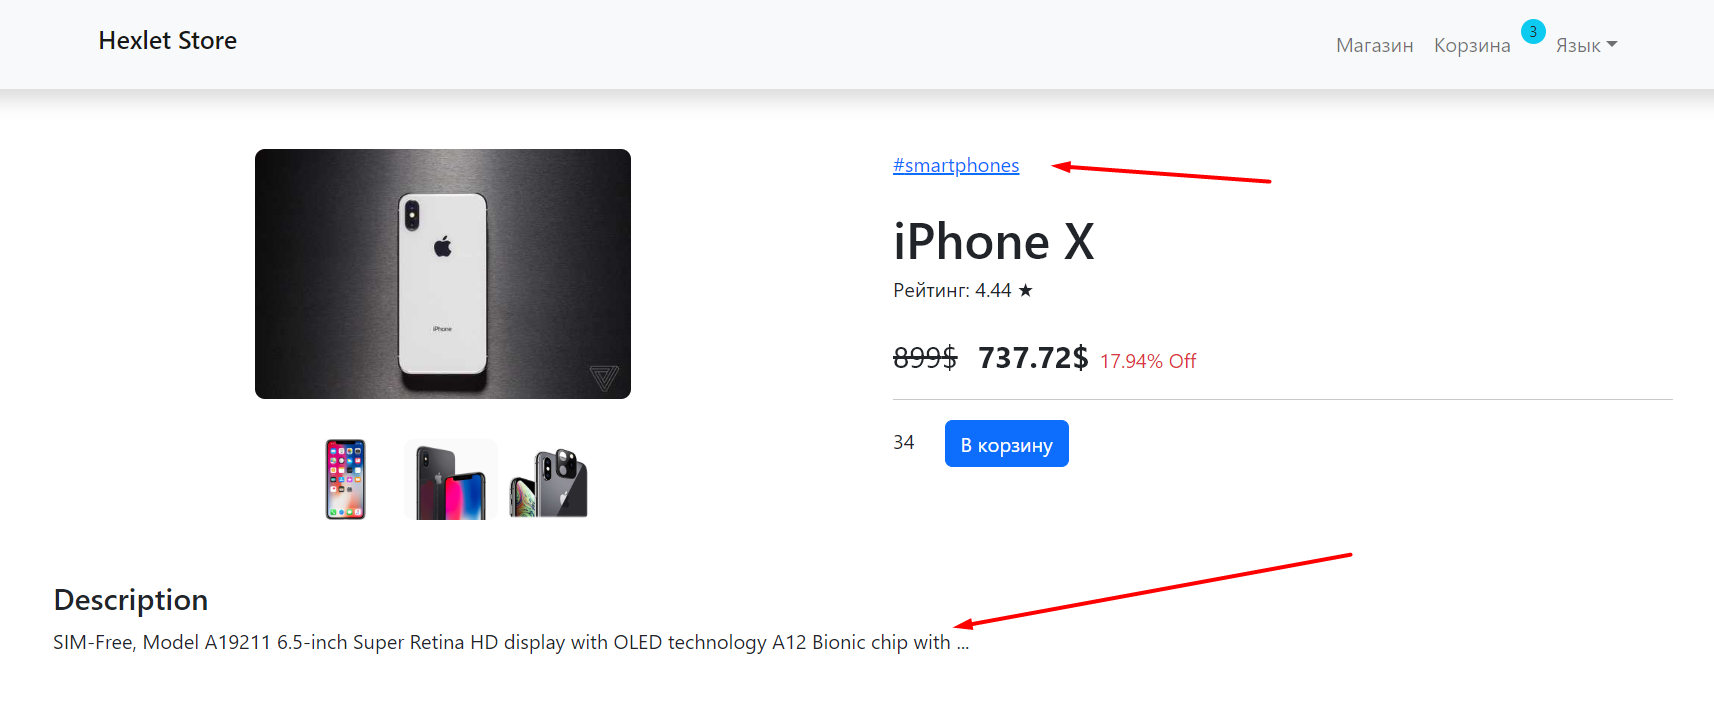 Hexlet Store
Магазин Корзина 3 Язык
#smartphones
iPhone X
Рейтинг: 4.44 ★
899$ 737.72$ 17.94% Off
34 В корзину
iPhone
Description
SIM-Free, Model A19211 6.5-inch Super Retina HD display with OLED technology A12 Bionic chip with ...